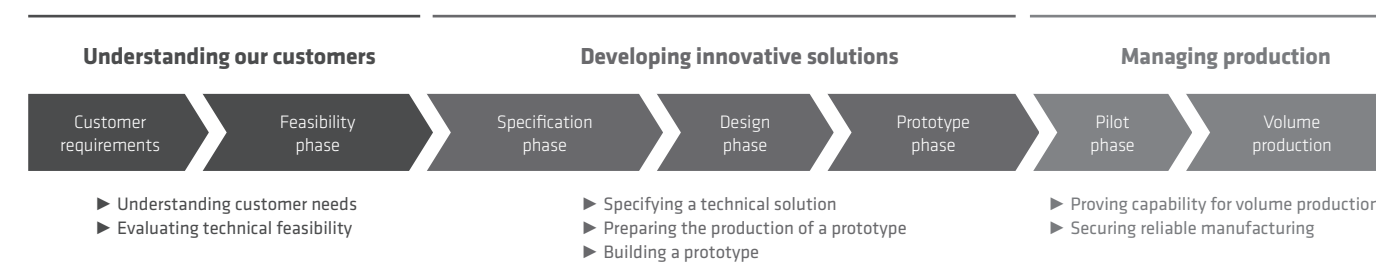 Understanding our customers
Developing innovative solutions
Managing production
Customer
requirements
Feasibility
phase
Specification
phase
Design
phase
Prototype
phase
Pilot
phase
Volume
production
► Understanding customer needs
► Evaluating technical feasibility
► Specifying a technical solution
► Preparing the production of a prototype
► Building a prototype
► Proving capability for volume production
► Securing reliable manufacturing